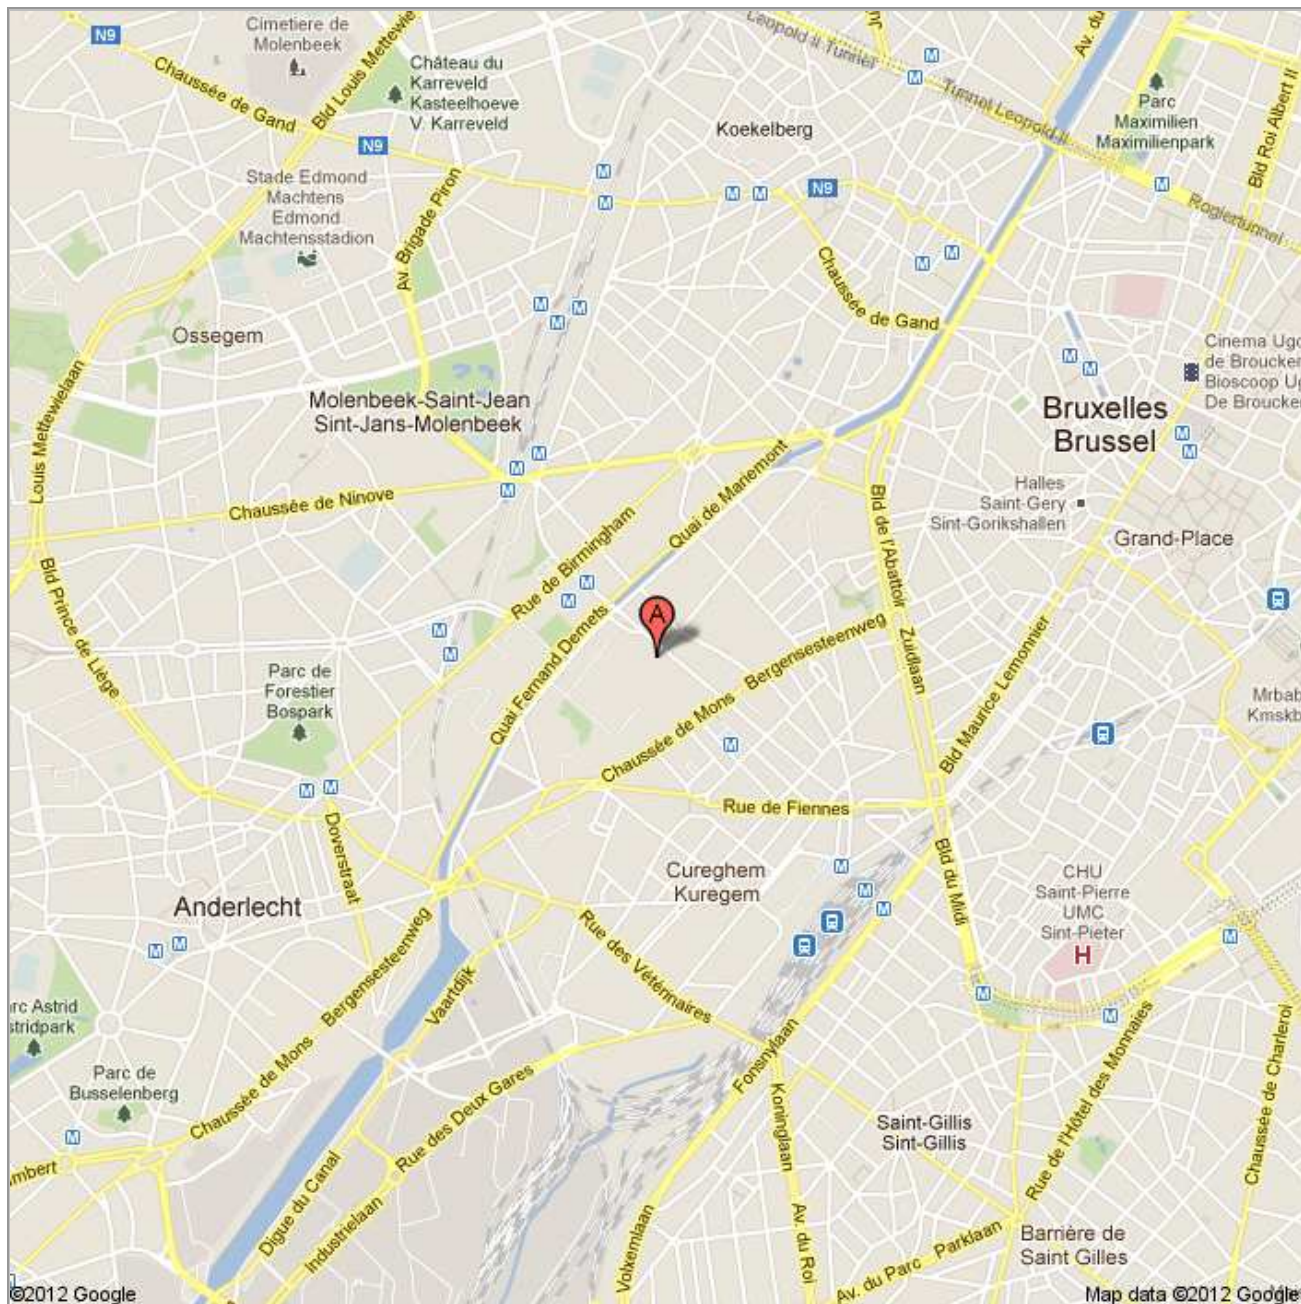 Cimetiere de
Molenbeek
N9
Chaussée de Gand
Bld Louis Mettewie
Château du
Karreveld
Kasteelhoeve
V. Karreveld
Leopold II Tunnel
Tunnel Leopold II
Av. du
Parc
Maximilien
Maximilienpark
Bld Roi Albert II
Koekelberg
N9
N9
Rogiertunnel
Stade Edmond
Machtens
Edmond
Machtensstadion
Av. Brigade Piron
Chaussée de Gand
Ossegem
Cinema Ugc
de Broucker
Bioscoop Ug
De Broucker
Louis Mettewielaan
Molenbeek-Saint-Jean
Sint-Jans-Molenbeek
Bruxelles
Brussel
Chaussée de Ninove
Quai de Mariemont
Halles
Saint-Gery
Sint-Gorikshallen
Grand-Place
Rue de Birmingham
Bld de l'Abattoir
Zuidlaan
Bld Prince de Liège
A
Quai Fernand Demets
Bergensesteenweg
Chaussée de Mons
Bld Maurice Lemonnier
Parc de
Forestier
Bospark
Mrbab
Kmskb
Rue de Fiennes
Doverstraat
Cureghem
Kuregem
Bld du Midi
CHU
Saint-Pierre
UMC
Sint-Pieter
H
Anderlecht
Bergensesteenweg
Rue des Vétérinaires
Vaartdijk
rc Astrid
stridpark
Parc de
Busselenberg
Chaussée de Mons
Rue des Deux Gares
Fonsnylaan
Koninglaan
Saint-Gillis
Sint-Gillis
Rue de l'Hôtel des Monnaies
Chaussée de Charleroi
mbert
Digue du Canal
Industrielaan
Volxemlaan
Av. du Roi
Av. du Parc
Parklaan
Barrière de
Saint Gilles
©2012 Google
Map data ©2012 Google